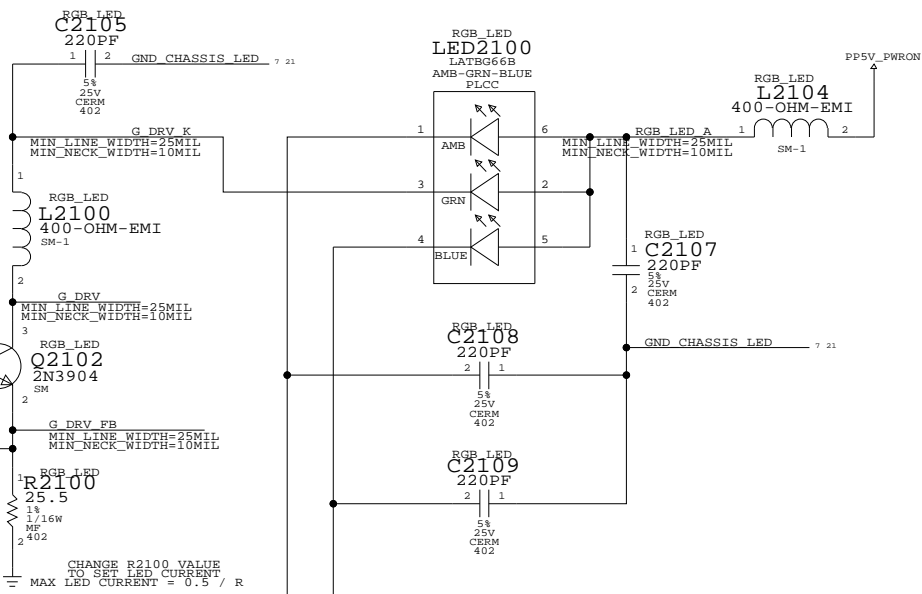 RGB_LED
C2105
220PF
1 2
GND_CHASSIS_LED 7 21
5%
25V
CERM
402
G_DRV_K
MIN_LINE_WIDTH=25MIL
MIN_NECK_WIDTH=10MIL
1
RGB_LED
L2100
400-OHM-EMI
SM-1
2
G_DRV
MIN_LINE_WIDTH=25MIL
MIN_NECK_WIDTH=10MIL
3
RGB_LED
Q2102
2N3904
SM
2
G_DRV_FB
MIN_LINE_WIDTH=25MIL
MIN_NECK_WIDTH=10MIL
1
RGB_LED
R2100
25.5
1%
1/16W
MF
402
2
CHANGE R2100 VALUE
TO SET LED CURRENT
MAX LED CURRENT = 0.5 / R
RGB_LED
LED2100
LATBG66B
AMB-GRN-BLUE
PLCC
1 6
AMB
3 2
GRN
4 5
BLUE
RGB_LED_A
MIN_LINE_WIDTH=25MIL
MIN_NECK_WIDTH=10MIL
RGB_LED
L2104
400-OHM-EMI
1 2
SM-1
PP5V_PWRON
RGB_LED
1 C2107
220PF
5%
25V
2 CERM
402
GND_CHASSIS_LED 7 21
RGB_LED
C2108
220PF
2 1
5%
25V
CERM
402
RGB_LED
C2109
220PF
2 1
5%
25V
CERM
402